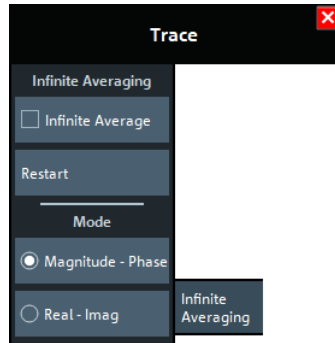 Trace
Infinite Averaging
Infinite Average
Restart
Mode
Magnitude - Phase
Real - Imag
Infinite
Averaging